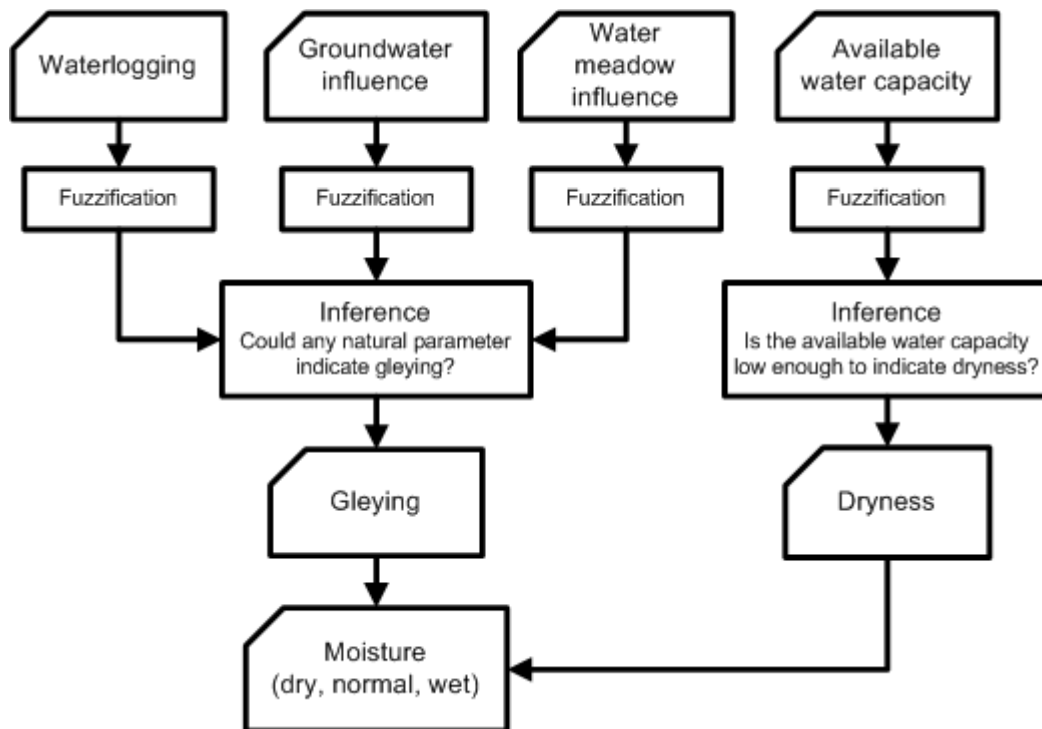 Waterlogging
Groundwater
influence
Water
meadow
influence
Available
water capacity
Fuzzification
Fuzzification
Fuzzification
Fuzzification
Inference
Could any natural parameter
indicate gleying?
Inference
Is the available water capacity
low enough to indicate dryness?
Gleying
Dryness
Moisture
(dry, normal, wet)